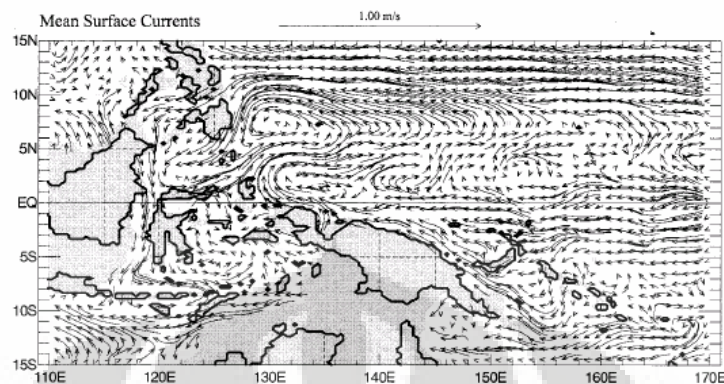 Mean Surface Currents
1.00 m/s
15N
10N
5N
EQ
5S
10S
15S
110E 120E 130E 140E 150E 160E 170E